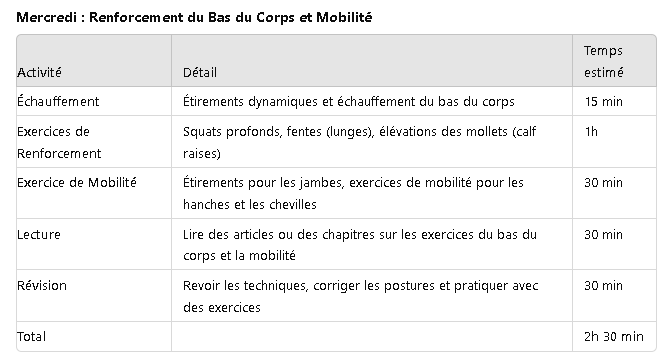 Mercredi : Renforcement du Bas du Corps et Mobilité
Temps
Activité Détail estimé
Échauffement Étirements dynamiques et échauffement du bas du corps 15 min
Exercices de Squats profonds, fentes (lunges), élévations des mollets (calf 1h
Renforcement raises)
Exercice de Mobilité Étirements pour les jambes, exercices de mobilité pour les 30 min
hanches et les chevilles
Lecture Lire des articles ou des chapitres sur les exercices du bas du 30 min
corps et la mobilité
Révision Revoir les techniques, corriger les postures et pratiquer avec 30 min
des exercices
Total 2h 30 min